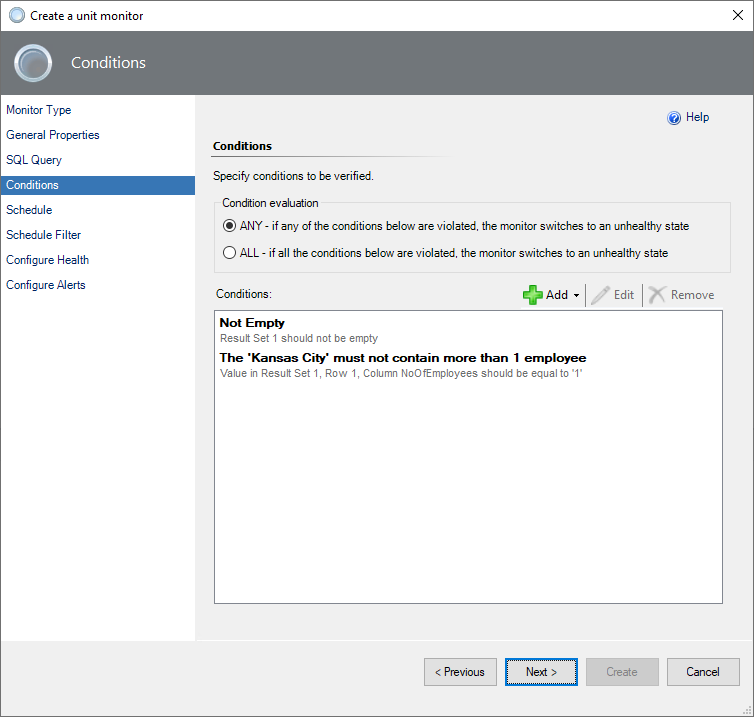 Create a unit monitor
Conditions
Monitor Type
General Properties
SQL Query
Conditions
Schedule
Schedule Filter
Configure Health
Configure Alerts
Help
Conditions
Specify conditions to be verified.
Condition evaluation
ANY - if any of the conditions below are violated, the monitor switches to an unhealthy state
ALL - if all the conditions below are violated, the monitor switches to an unhealthy state
Conditions: Add Edit Remove
Not Empty
Result Set 1 should not be empty
The 'Kansas City' must not contain more than 1 employee
Value in Result Set 1, Row 1, Column NoOfEmployees should be equal to '1'
< Previous Next > Create Cancel